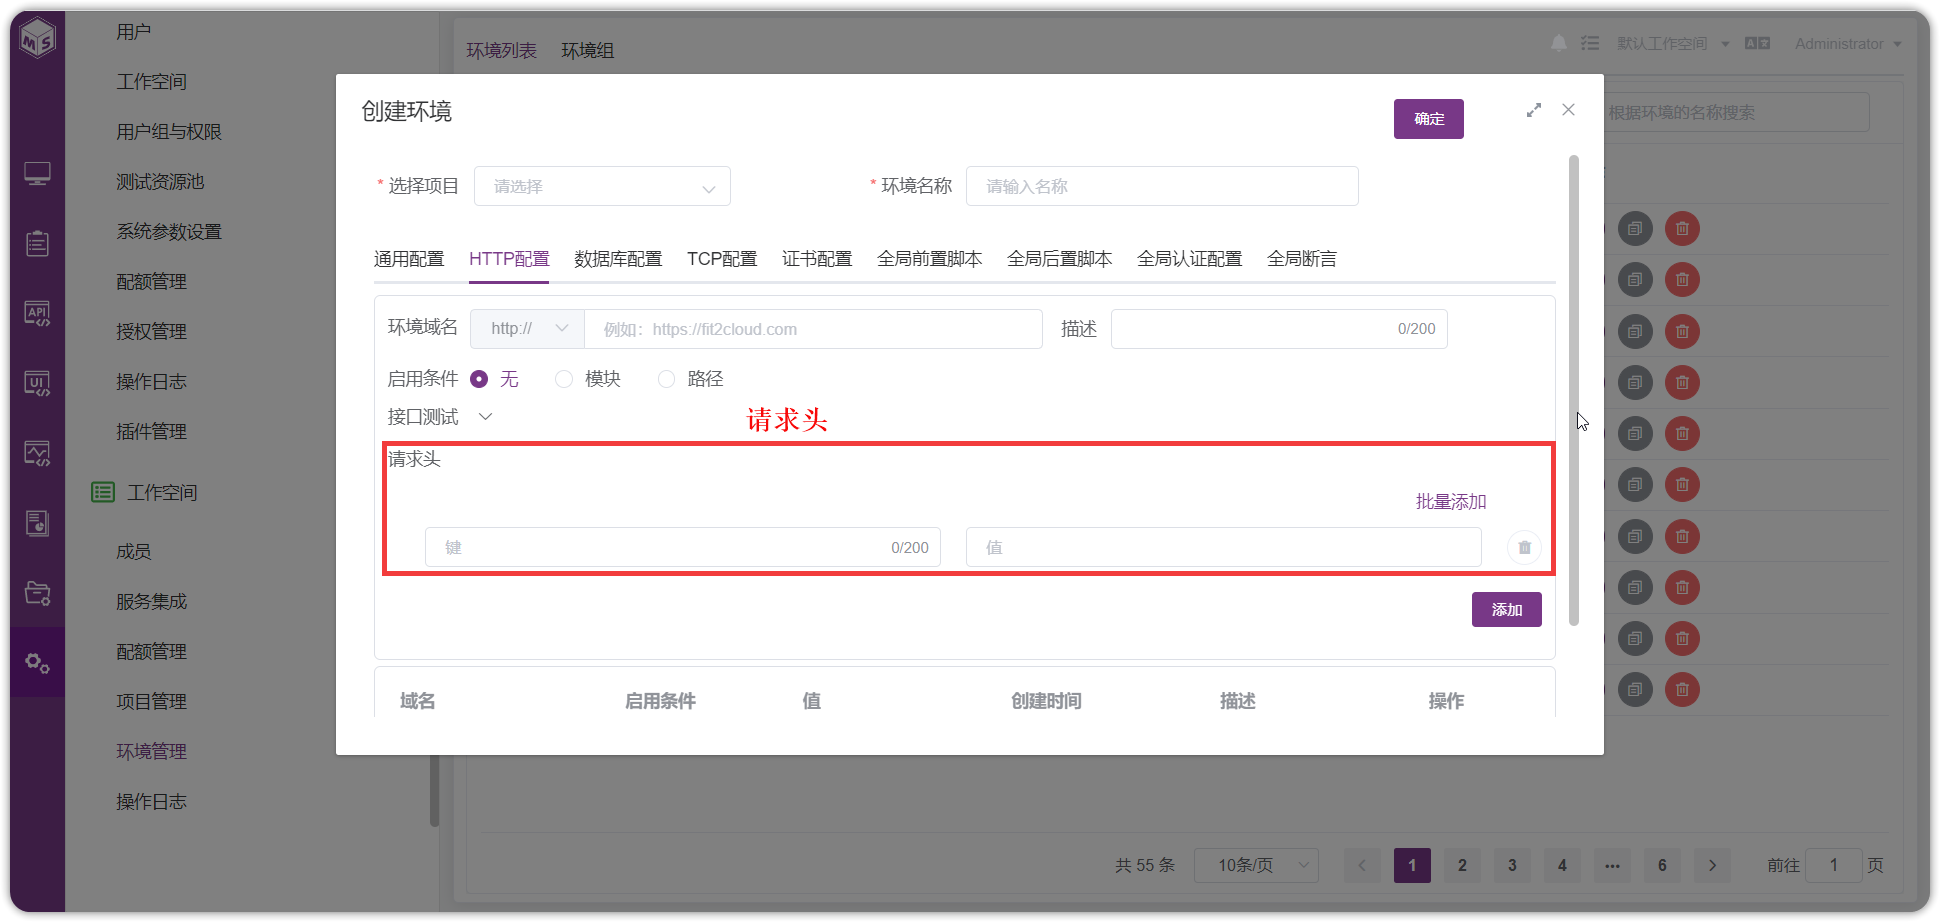 MS
API
UI
用户
工作空间
用户组与权限
测试资源池
系统参数设置
配额管理
授权管理
操作日志
插件管理
工作空间
成员
服务集成
配额管理
项目管理
环境管理
操作日志
环境列表 环境组
默认工作空间 Administrator
根据环境的名称搜索
创建环境
确定
* 选择项目 请选择 * 环境名称 请输入名称
通用配置 HTTP配置 数据库配置 TCP配置 证书配置 全局前置脚本 全局后置脚本 全局认证配置 全局断言
环境域名 http:// 例如：https://fit2cloud.com 描述 0/200
启用条件 无 模块 路径
接口测试
请求头
请求头
批量添加
键 0/200 值
添加
域名 启用条件 值 创建时间 描述 操作
共 55 条 10条/页 1 2 3 4 ••• 6 前往 1 页